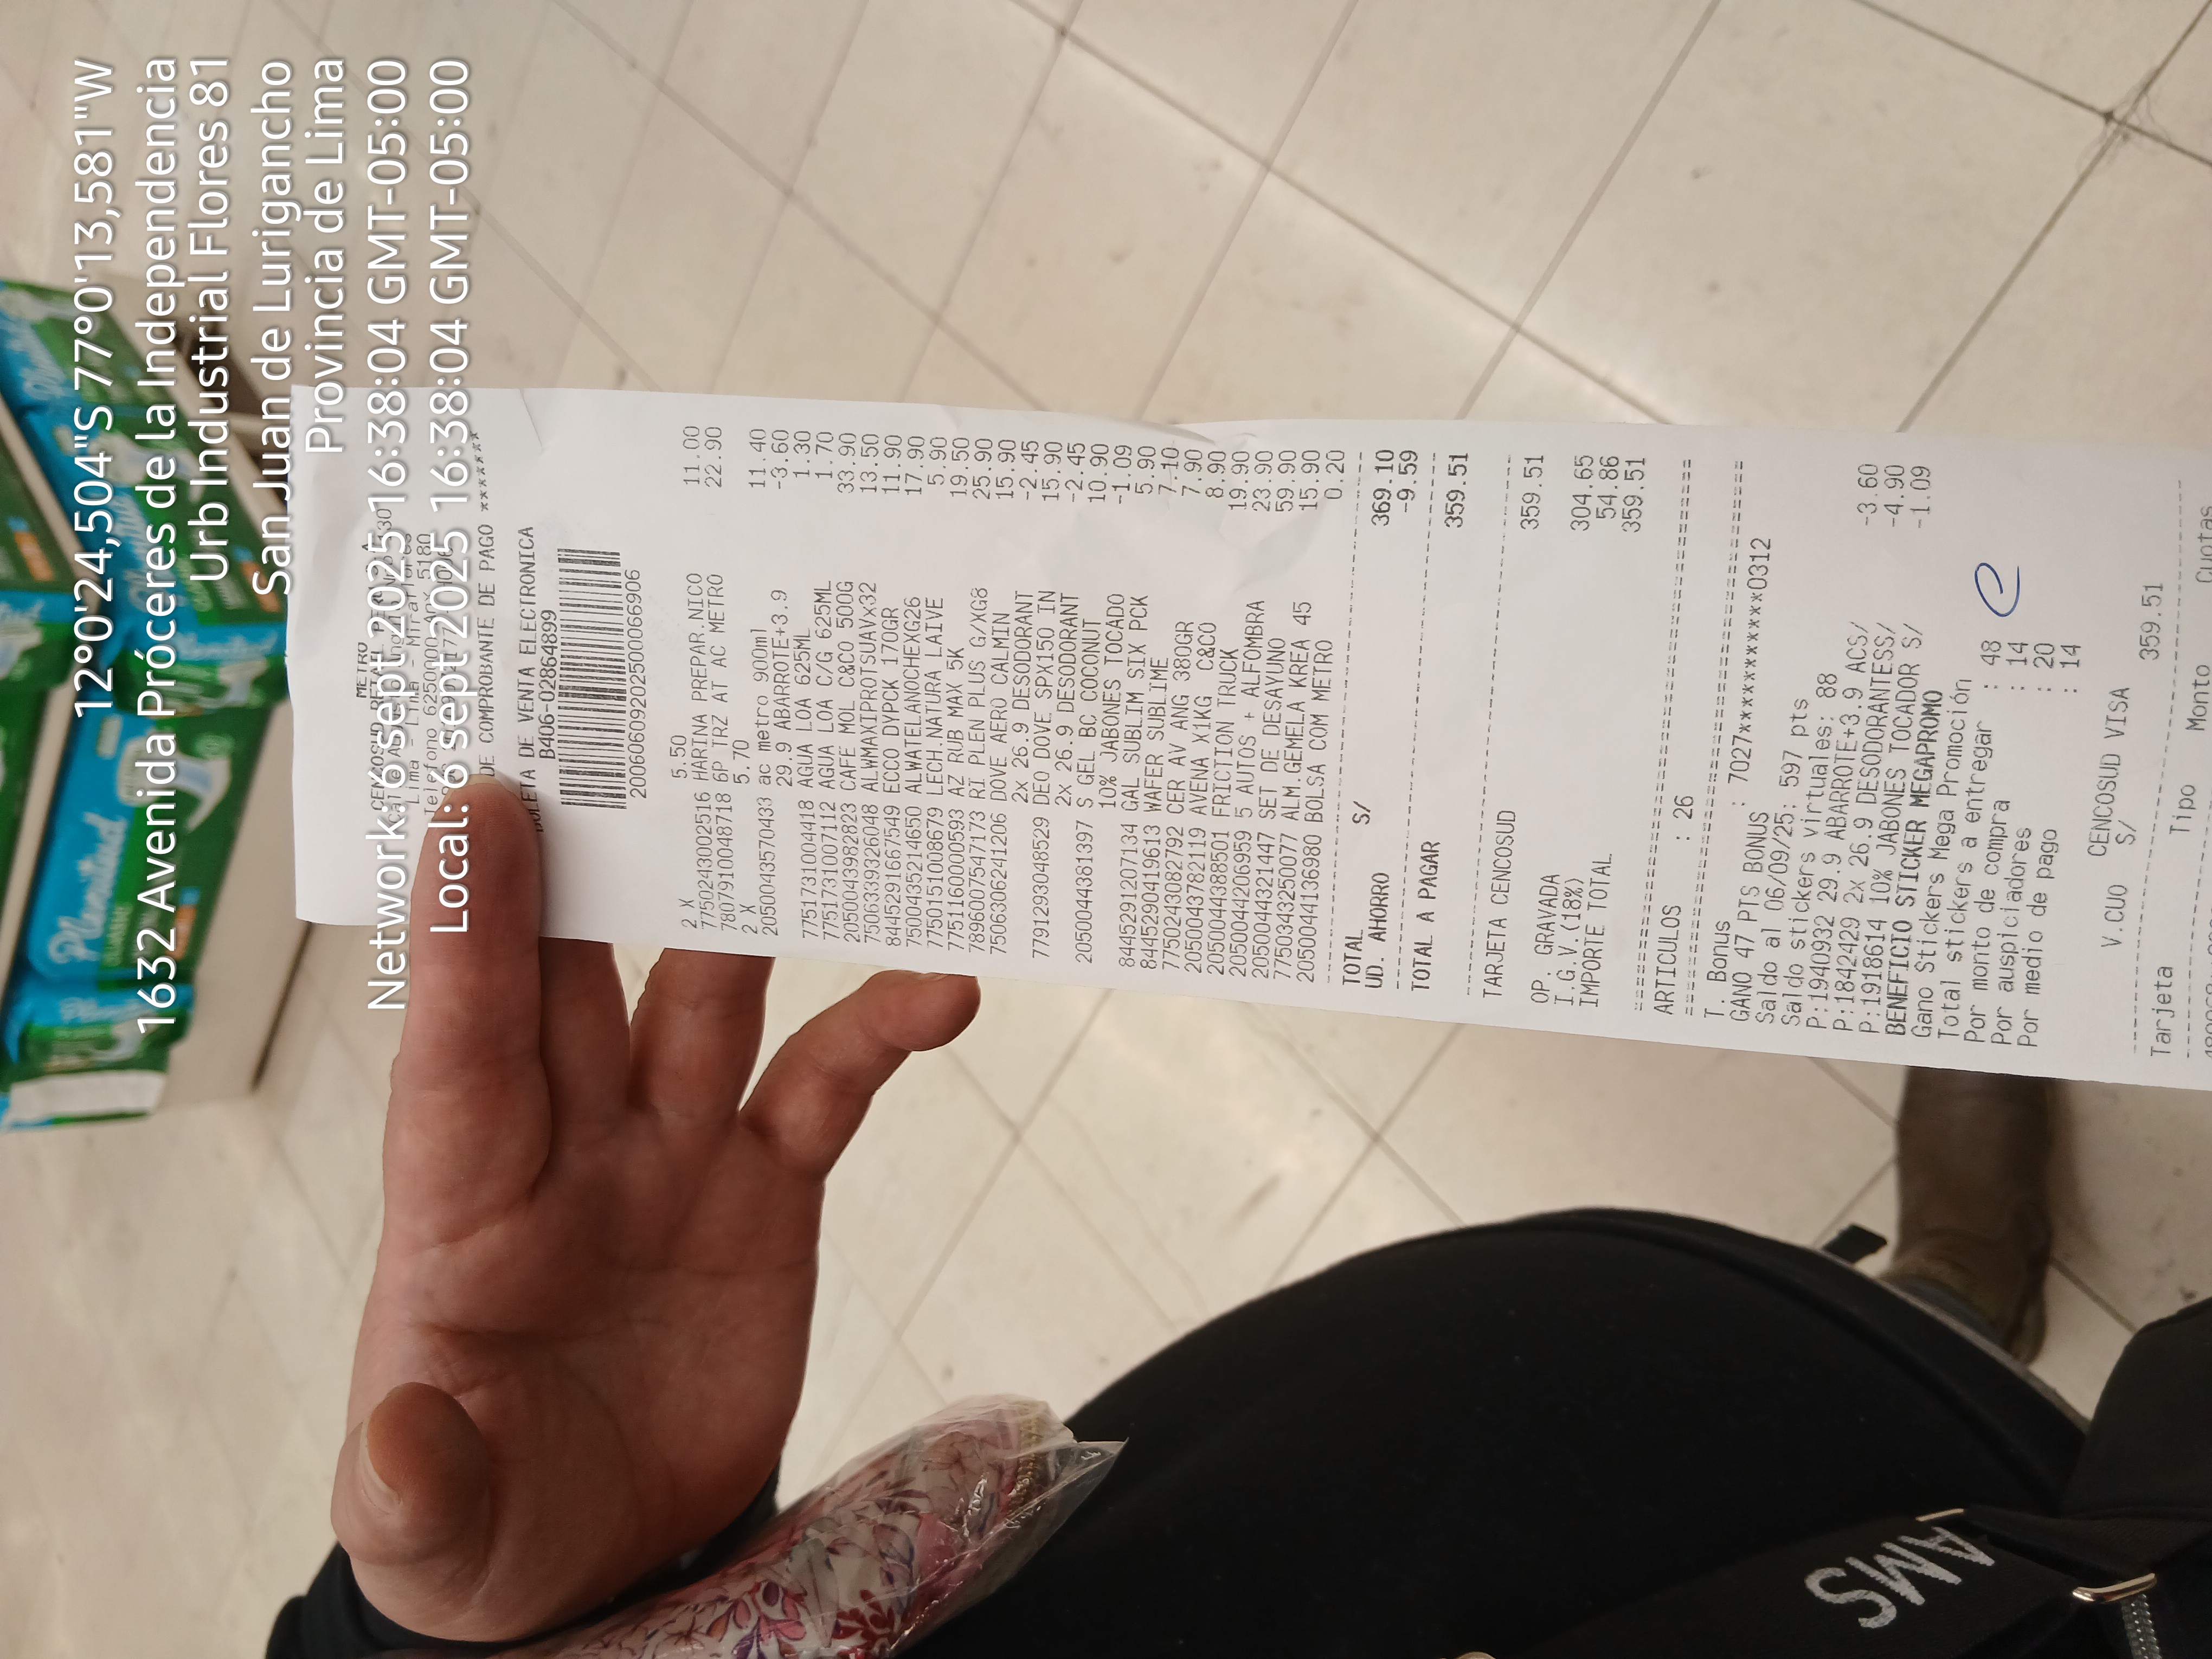 Plenitud
12°0'24,504"S 77°0'13,581"W
1632 Avenida Próceres de la Independencia
Urb Industrial Flores 81
San Juan de Lurigancho
Provincia de Lima
Network: 6 sept 2025 16:38:04 GMT-05:00
Local: 6 sept 2025 16:38:04 GMT-05:00
METRO
CENCOSUD RETAIL PERU S.A
Lima - Lima - Miraflores
Telefono 6250000 Anx 5180
DE COMPROBANTE DE PAGO *******
BOLETA DE VENTA ELECTRONICA
B406-02864899
20060609202500066906
2 X 5.50
7750243002516 HARINA PREPAR.NICO 11.00
7807910048718 6P TRZ AT AC METRO 22.90
2 X 5.70
2050043570433 ac metro 900ml 11.40
29.9 ABARROTE+3.9 -3.60
7751731004418 AGUA LOA 625ML 1.30
7751731007112 AGUA LOA C/G 625ML 1.70
2050043982823 CAFE MOL C&CO 500G 33.90
7506339326048 ALWMAXIPROTSUAVx32 13.50
8445291667549 ECCO DYPCK 170GR 11.90
7500435214650 ALWATELANOCHEXG26 17.90
7750151008679 LECH.NATURA LAIVE 5.90
7751160000593 AZ RUB MAX 5K 19.50
7896007547173 RI PLEN PLUS G/XG8 25.90
7506306241206 DOVE AERO CALMIN 15.90
2x 26.9 DESODORANT -2.45
7791293048529 DEO DOVE SPX150 IN 15.90
2x 26.9 DESODORANT -2.45
2050044381397 S GEL BC COCONUT 10.90
10% JABONES TOCADO -1.09
8445291207134 GAL SUBLIM SIX PCK 5.90
8445290419613 WAFER SUBLIME 7.10
7750243082792 CER AV ANG 380GR 7.90
2050043782119 AVENA X1KG C&CO 8.90
2050044388501 FRICTION TRUCK 19.90
2050044206959 5 AUTOS + ALFOMBRA 23.90
2050044321447 SET DE DESAYUNO 59.90
7750343250077 ALM.GEMELA KREA 45 15.90
2050044136980 BOLSA COM METRO 0.20
TOTAL S/ 369.10
UD. AHORRO -9.59
TOTAL A PAGAR 359.51
TARJETA CENCOSUD 359.51
OP. GRAVADA 304.65
I.G.V.(18%) 54.86
IMPORTE TOTAL 359.51
ARTICULOS : 26
T. Bonus : 7027***********0312
GANO 47 PTS BONUS
Saldo al 06/09/25: 597 pts
Saldo stickers virtuales: 88
P:1940932 29.9 ABARROTE+3.9 ACS/ -3.60
P:1842429 2x 26.9 DESODORANTESS/ -4.90
P:1918614 10% JABONES TOCADOR S/ -1.09
BENEFICIO STICKER MEGAPROMO
Gano Stickers Mega Promoción
Total stickers a entregar : 48
Por monto de compra : 14
Por auspiciadores : 20
Por medio de pago : 14
CENCOSUD VISA
V.CUO S/ 359.51
Tarjeta Tipo Monto Cuotas